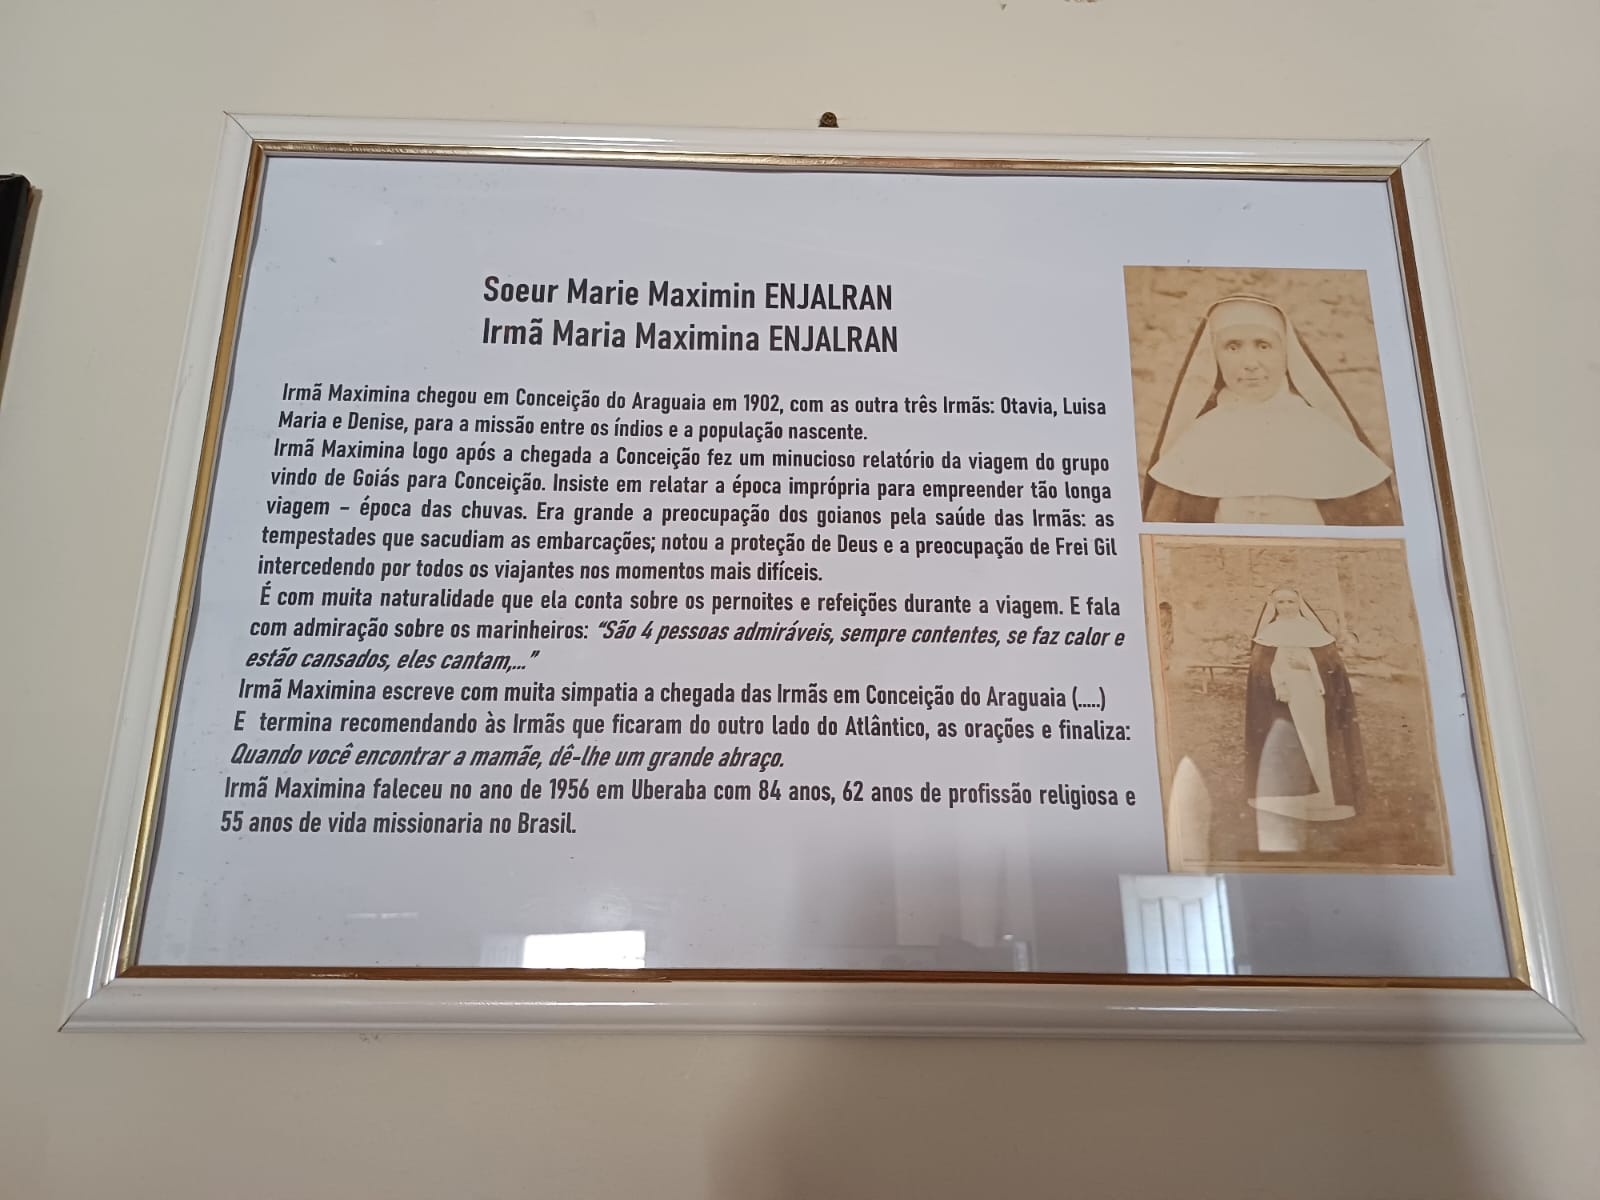 Soeur Marie Maximin ENJALRAN
Irmã Maria Maximina ENJALRAN
Irmã Maximina chegou em Conceição do Araguaia em 1902, com as outra três Irmãs: Otavia, Luisa
Maria e Denise, para a missão entre os índios e a população nascente.
Irmã Maximina logo após a chegada a Conceição fez um minucioso relatório da viagem do grupo
vindo de Goiás para Conceição. Insiste em relatar a época imprópria para empreender tão longa
viagem – época das chuvas. Era grande a preocupação dos goianos pela saúde das Irmãs: as
tempestades que sacudiam as embarcações; notou a proteção de Deus e a preocupação de Frei Gil
intercedendo por todos os viajantes nos momentos mais difíceis.
É com muita naturalidade que ela conta sobre os pernoites e refeições durante a viagem. E fala
com admiração sobre os marinheiros: “São 4 pessoas admiráveis, sempre contentes, se faz calor e
estão cansados, eles cantam,...”
Irmã Maximina escreve com muita simpatia a chegada das Irmãs em Conceição do Araguaia (.....)
E termina recomendando às Irmãs que ficaram do outro lado do Atlântico, as orações e finaliza:
Quando você encontrar a mamãe, dê-lhe um grande abraço.
Irmã Maximina faleceu no ano de 1956 em Uberaba com 84 anos, 62 anos de profissão religiosa e
55 anos de vida missionaria no Brasil.